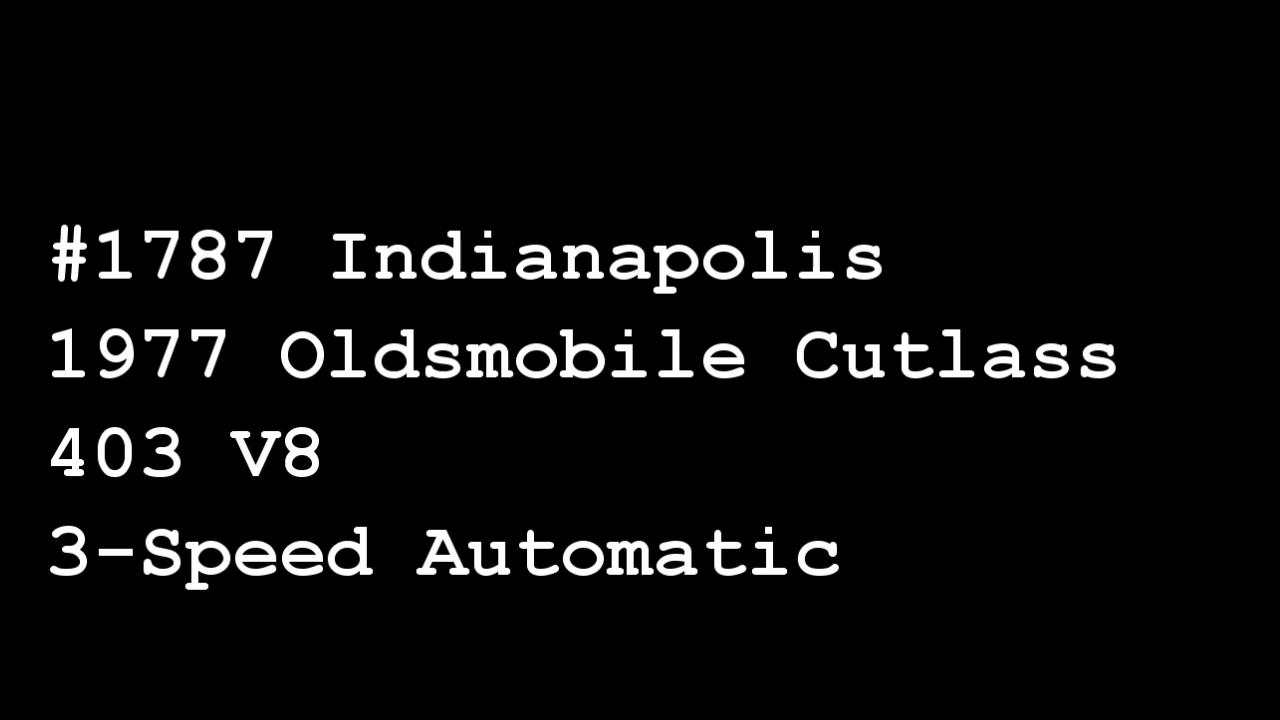 #1787 Indianapolis
1977 Oldsmobile Cutlass
403 V8
3-Speed Automatic